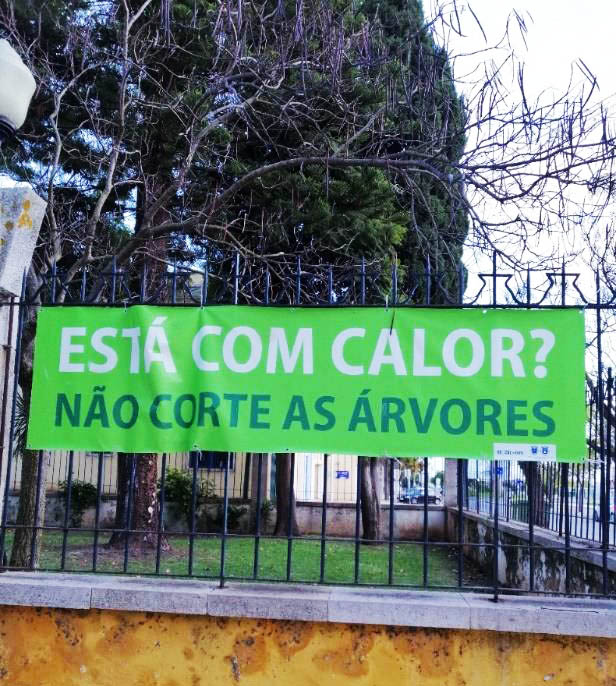 ESTÁ COM CALOR?
NÃO CORTE AS ÁRVORES